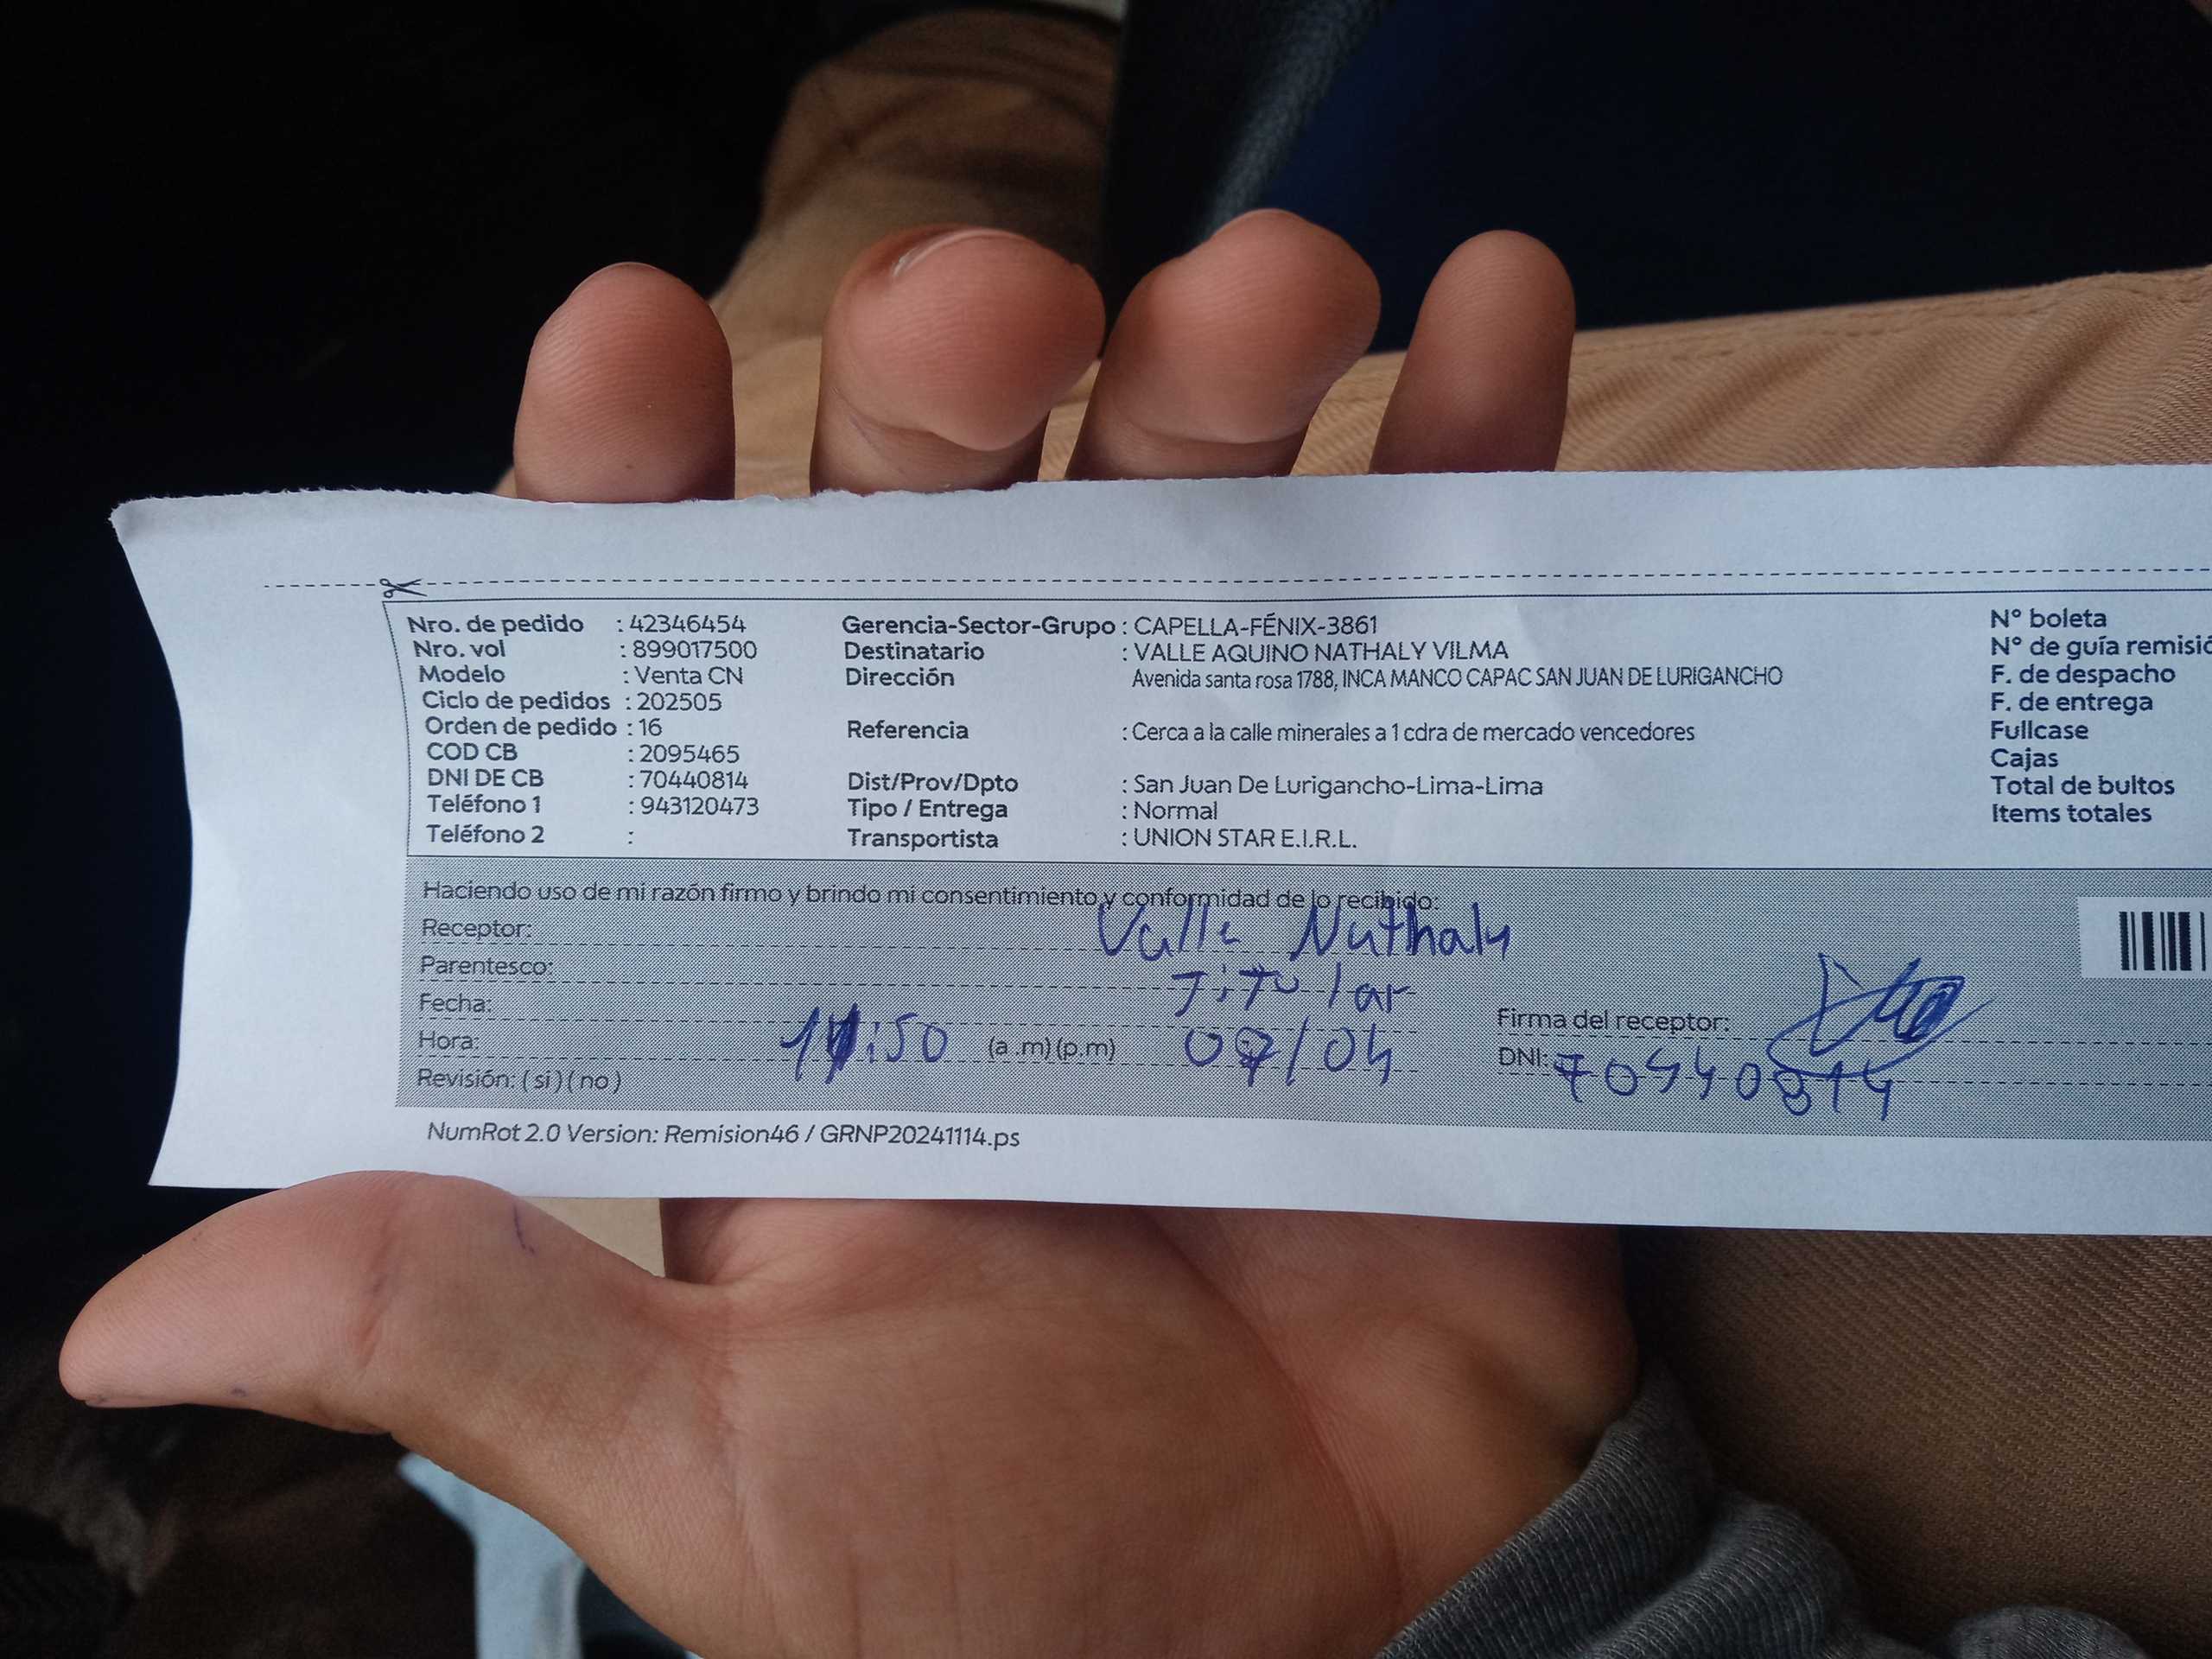 Nro. de pedido : 42346454
Nro. vol : 899017500
Modelo : Venta CN
Ciclo de pedidos : 202505
Orden de pedido : 16
COD CB : 2095465
DNI DE CB : 70440814
Teléfono 1 : 943120473
Teléfono 2 :
Gerencia-Sector-Grupo : CAPELLA-FÉNIX-3861
Destinatario : VALLE AQUINO NATHALY VILMA
Dirección Avenida santa rosa 1788, INCA MANCO CAPAC SAN JUAN DE LURIGANCHO
Referencia : Cerca a la calle minerales a 1 cdra de mercado vencedores
Dist/Prov/Dpto : San Juan De Lurigancho-Lima-Lima
Tipo / Entrega : Normal
Transportista : UNION STAR E.I.R.L.
N° boleta
N° de guía remisió
F. de despacho
F. de entrega
Fullcase
Cajas
Total de bultos
Items totales
Haciendo uso de mi razón firmo y brindo mi consentimiento y conformidad de lo recibido:
Receptor: Valle Nathaly
Parentesco: Titular
Fecha:
Hora: :50 (a .m) (p.m) 07/04
Revisión: ( si ) ( no )
Firma del receptor:
DNI: 70440814
NumRot 2.0 Version: Remision46 / GRNP20241114.ps